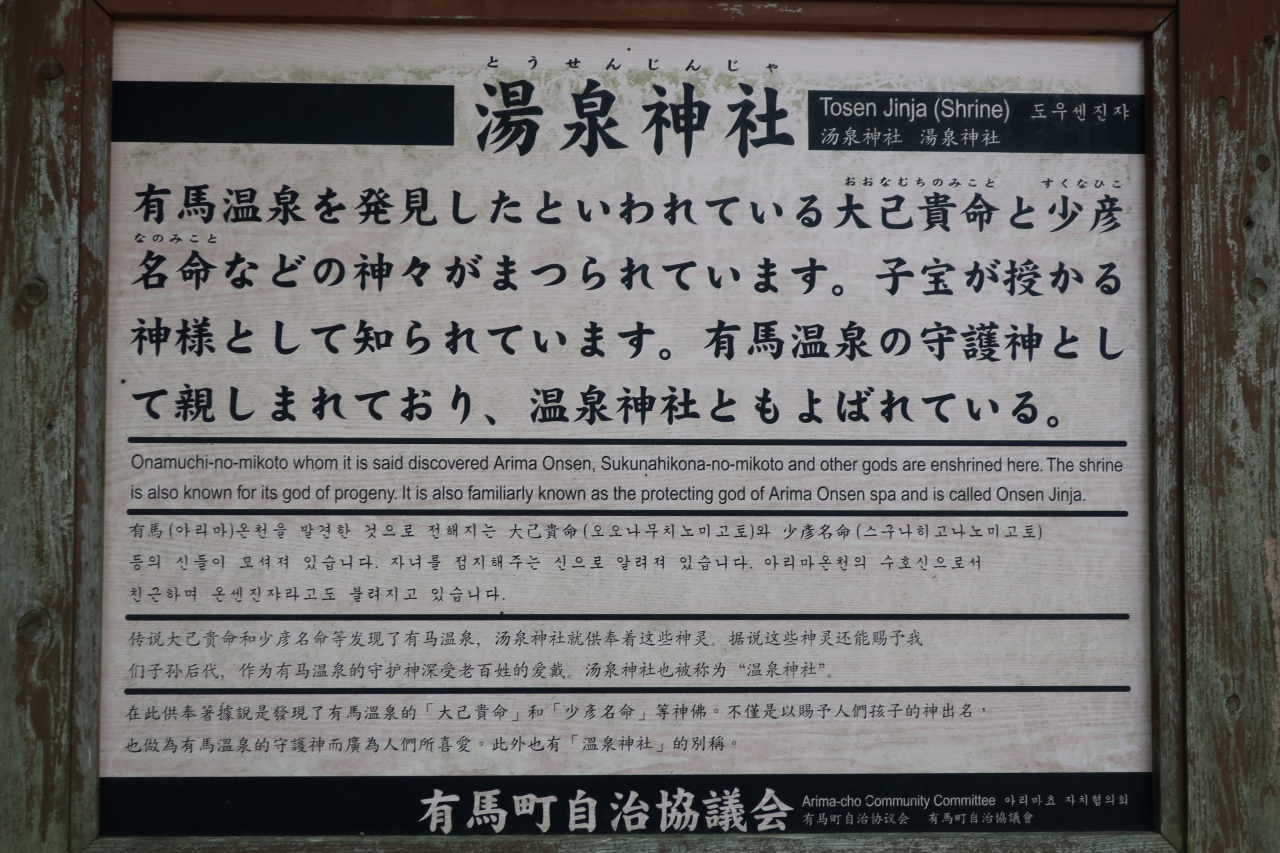 とうせんじんじゃ
湯泉神社
Tosen Jinja (Shrine) 도우센진쟈
汤泉神社 湯泉神社
おおなむちのみこと すくなひこ
有馬温泉を発見したといわれている大己貴命と少彦
なのみこと
名命などの神々がまつられています。子宝が授かる
神様として知られています。有馬温泉の守護神とし
て親しまれており、温泉神社ともよばれている。
Onamuchi-no-mikoto whom it is said discovered Arima Onsen, Sukunahikona-no-mikoto and other gods are enshrined here. The shrine
is also known for its god of progeny. It is also familiarly known as the protecting god of Arima Onsen spa and is called Onsen Jinja.
有馬(아리마)온천을 발견한 것으로 전해지는 大己貴命(오오나무치노미고토)와 少彦名命(스구나히고나노미고토)
등의 신들이 모셔져 있습니다. 자녀를 점지해주는 신으로 알려져 있습니다. 아리마온천의 수호신으로서
친근하며 온센진쟈라고도 불려지고 있습니다.
传说大己貴命和少彦名命等发现了有马温泉，汤泉神社就供奉着这些神灵。据说这些神灵还能赐予我
们子孙后代，作为有马温泉的守护神深受老百姓的爱戴。汤泉神社也被称为“温泉神社”。
在此供奉著據說是發現了有馬溫泉的「大己貴命」和「少彦名命」等神佛。不僅是以賜予人們孩子的神出名，
也做為有馬溫泉的守護神而廣為人們所喜愛。此外也有「溫泉神社」的別稱。
有馬町自治協議会
Arima-cho Community Committee 아리마쵸 자치협의회
有马町自治协议会 有馬町自治協議會